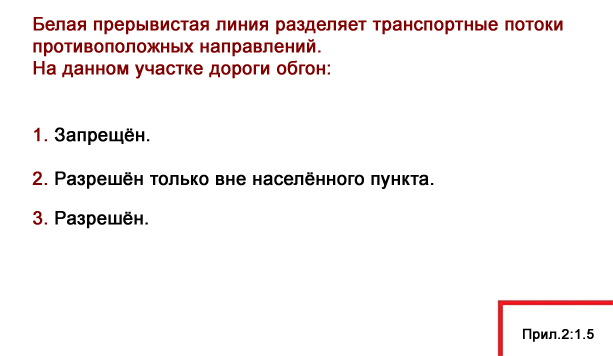 Белая прерывистая линия разделяет транспортные потоки
противоположных направлений.
На данном участке дороги обгон:
1. Запрещён.
2. Разрешён только вне населённого пункта.
3. Разрешён.
Прил.2:1.5